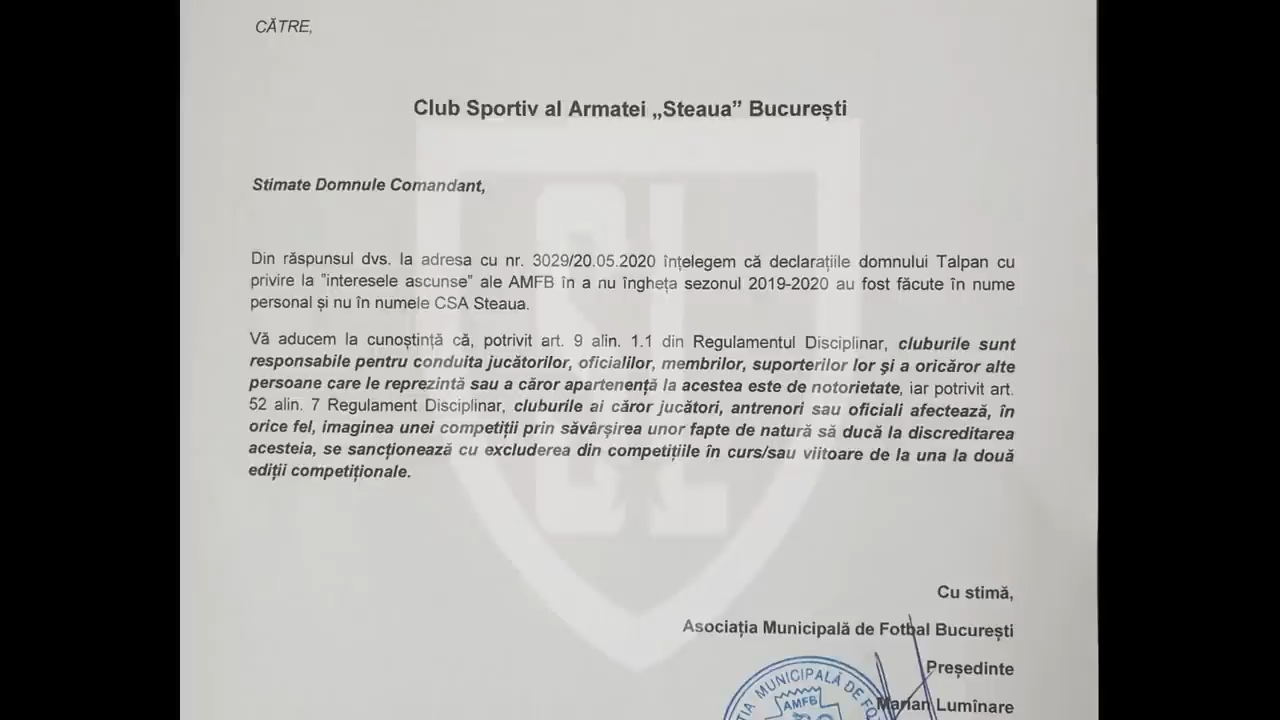 CĂTRE,
Club Sportiv al Armatei „Steaua” București
Stimate Domnule Comandant,
Din răspunsul dvs. la adresa cu nr. 3029/20.05.2020 înțelegem că declarațiile domnului Talpan cu
privire la "interesele ascunse" ale AMFB în a nu îngheța sezonul 2019-2020 au fost făcute în nume
personal și nu în numele CSA Steaua.
Vă aducem la cunoștință că, potrivit art. 9 alin. 1.1 din Regulamentul Disciplinar, cluburile sunt
responsabile pentru conduita jucătorilor, oficialilor, membrilor, suporterilor lor şi a oricăror alte
persoane care le reprezintă sau a căror apartenență la acestea este de notorietate, iar potrivit art.
52 alin. 7 Regulament Disciplinar, cluburile ai căror jucători, antrenori sau oficiali afectează, în
orice fel, imaginea unei competiții prin săvârșirea unor fapte de natură să ducă la discreditarea
acesteia, se sancționează cu excluderea din competițiile în curs/sau viitoare de la una la două
ediții competiționale.
Cu stimă,
Asociația Municipală de Fotbal București
Președinte
Marian Lumînare
MUNICIPALĂ DE
AMFB
SL